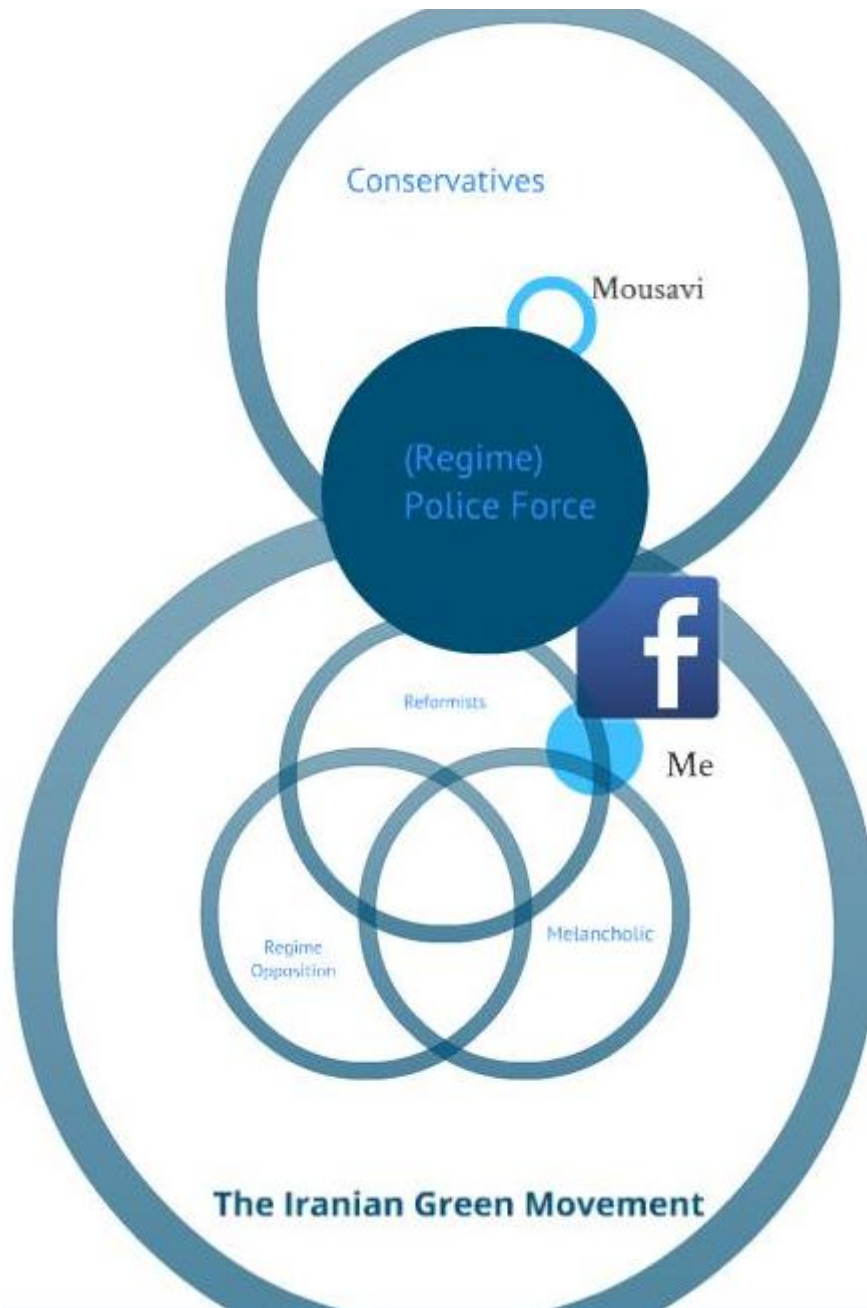 Conservatives
Mousavi
(Regime)
Police Force
f
Reformists
Me
Regime
Opposition
Melancholic
The Iranian Green Movement